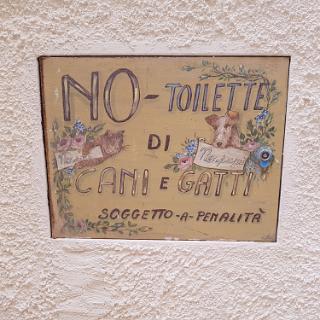 NO-TOILETTE
DI
CANI E GATTI
SOGGETTO-A-PENALITÀ